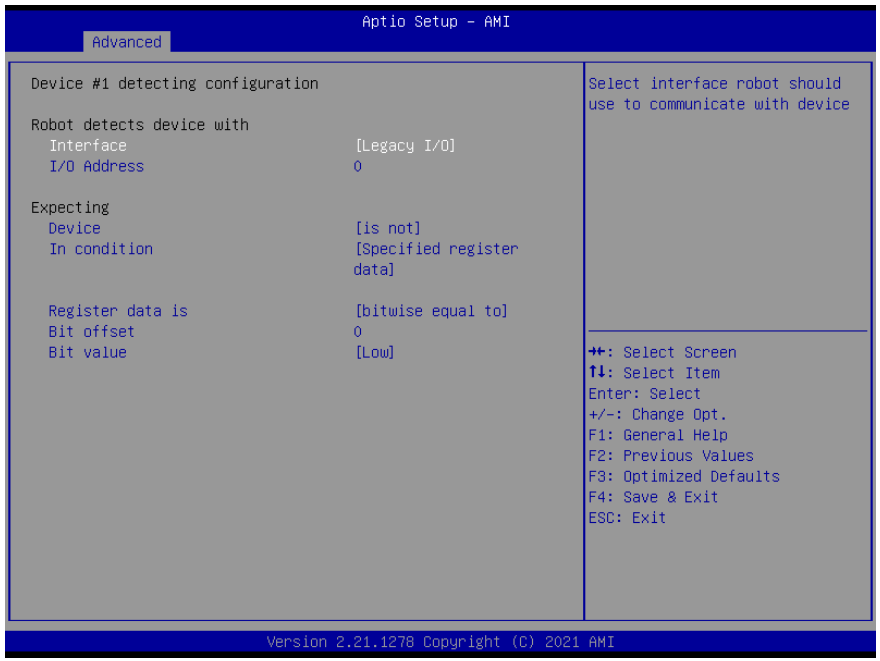 Aptio Setup – AMI
Advanced
Device #1 detecting configuration
Robot detects device with
Interface [Legacy I/O]
I/O Address 0
Expecting
Device [is not]
In condition [Specified register
data]
Register data is [bitwise equal to]
Bit offset 0
Bit value [Low]
Select interface robot should
use to communicate with device
→←: Select Screen
↑↓: Select Item
Enter: Select
+/-: Change Opt.
F1: General Help
F2: Previous Values
F3: Optimized Defaults
F4: Save & Exit
ESC: Exit
Version 2.21.1278 Copyright (C) 2021 AMI